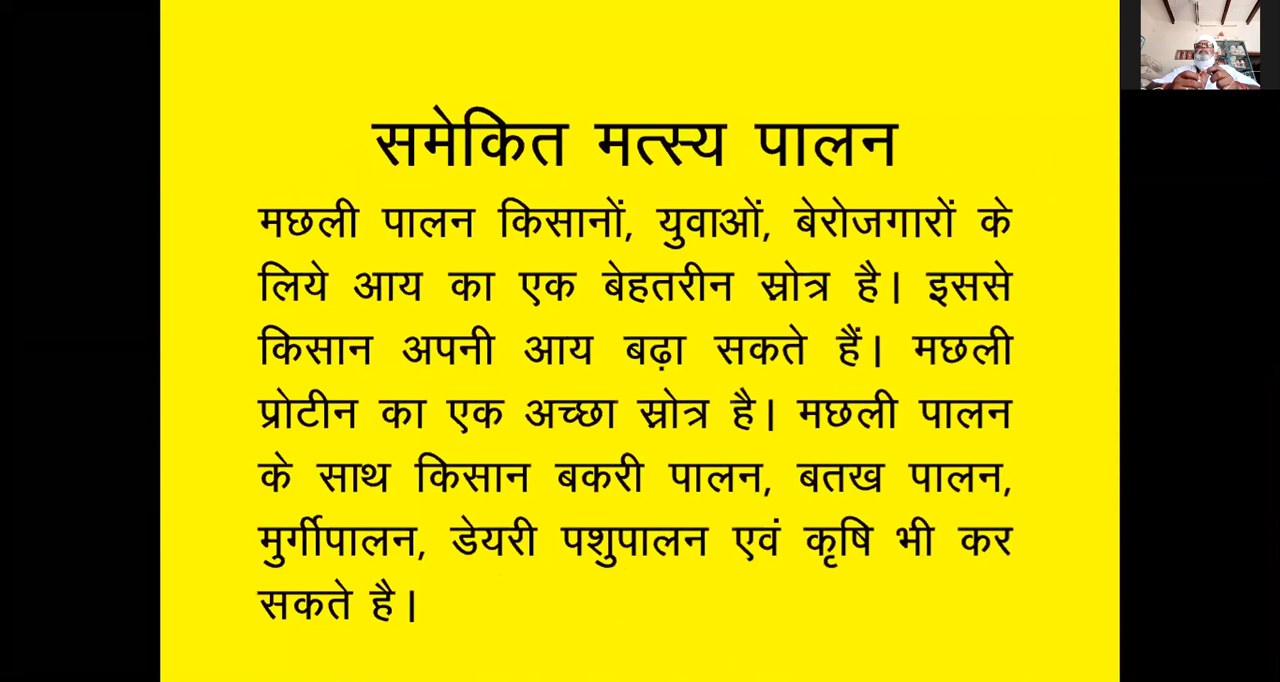 समेकित मत्स्य पालन
मछली पालन किसानों, युवाओं, बेरोजगारों के
लिये आय का एक बेहतरीन स्रोत्र है। इससे
किसान अपनी आय बढ़ा सकते हैं। मछली
प्रोटीन का एक अच्छा स्रोत्र है। मछली पालन
के साथ किसान बकरी पालन, बतख पालन,
मुर्गीपालन, डेयरी पशुपालन एवं कृषि भी कर
सकते है।